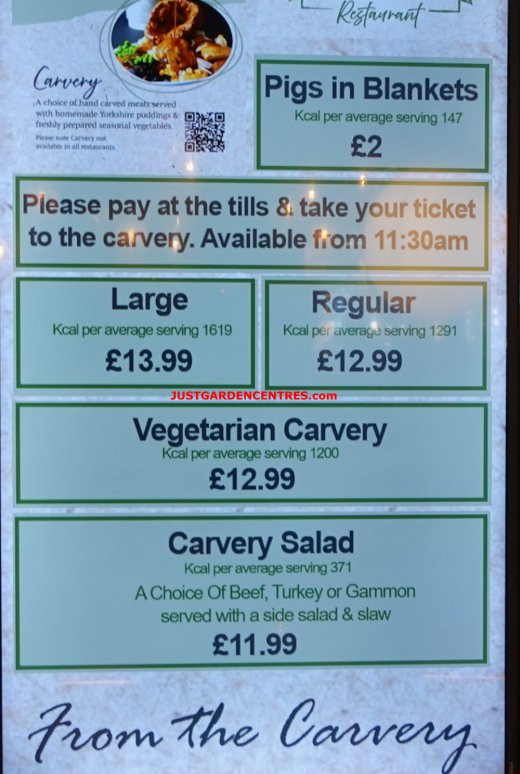 Restaurant
Carvery
A choice of hand carved meats served
with homemade Yorkshire puddings &
freshly prepared seasonal vegetables.
Please note Carvery not
available in all restaurants.
Pigs in Blankets
Kcal per average serving 147
£2
Please pay at the tills & take your ticket
to the carvery. Available from 11:30am
Large
Kcal per average serving 1619
£13.99
Regular
Kcal per average serving 1291
£12.99
JUSTGARDENCENTRES.com
Vegetarian Carvery
Kcal per average serving 1200
£12.99
Carvery Salad
Kcal per average serving 371
A Choice Of Beef, Turkey or Gammon
served with a side salad & slaw
£11.99
From the Carvery